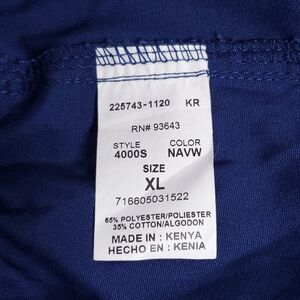 225743-1120 KR
RN# 93643
STYLE COLOR
4000S NAVW
SIZE
XL
716605031522
65% POLYESTER/POLIESTER
35% COTTON/ALGODON
MADE IN : KENYA
HECHO EN : KENIA